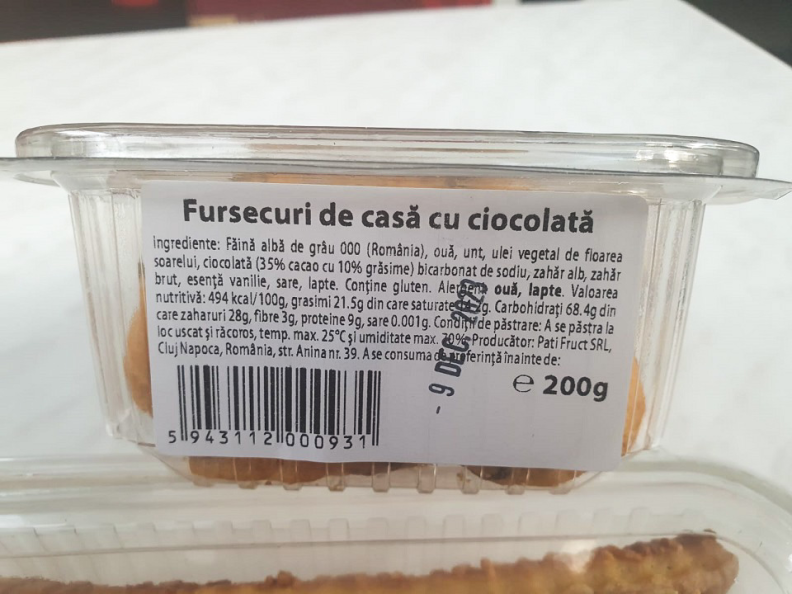 Fursecuri de casă cu ciocolată
Ingrediente: Făină albă de grâu 000 (România), ouă, unt, ulei vegetal de floarea
soarelui, ciocolată (35% cacao cu 10% grăsime) bicarbonat de sodiu, zahăr alb, zahăr
brut, esență vanilie, sare, lapte. Conține gluten. Alergeni: ouă, lapte. Valoarea
nutritivă: 494 kcal/100g, grasimi 21.5g din care saturate. Carbohidrați 68.4g din
care zaharuri 28g, fibre 3g, proteine 9g, sare 0.001g. Condiții de păstrare: A se păstra la
loc uscat și răcoros, temp. max. 25°C și umiditate max. 70% Producător: Pati Fruct SRL,
Cluj Napoca, România, str. Anina nr. 39. A se consuma de preferință înainte de:
- 9 DEC. 2023
e 200g
5 943112 000931